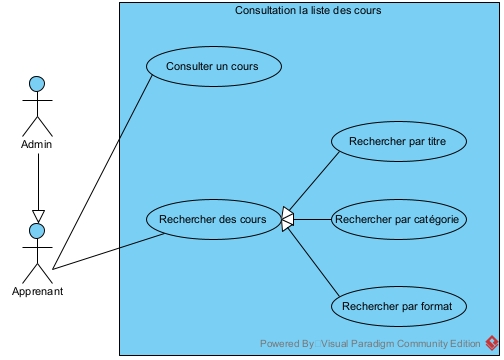 Consultation la liste des cours
Consulter un cours
Admin
Rechercher par titre
Rechercher des cours
Rechercher par catégorie
Apprenant
Rechercher par format
Powered By: Visual Paradigm Community Edition